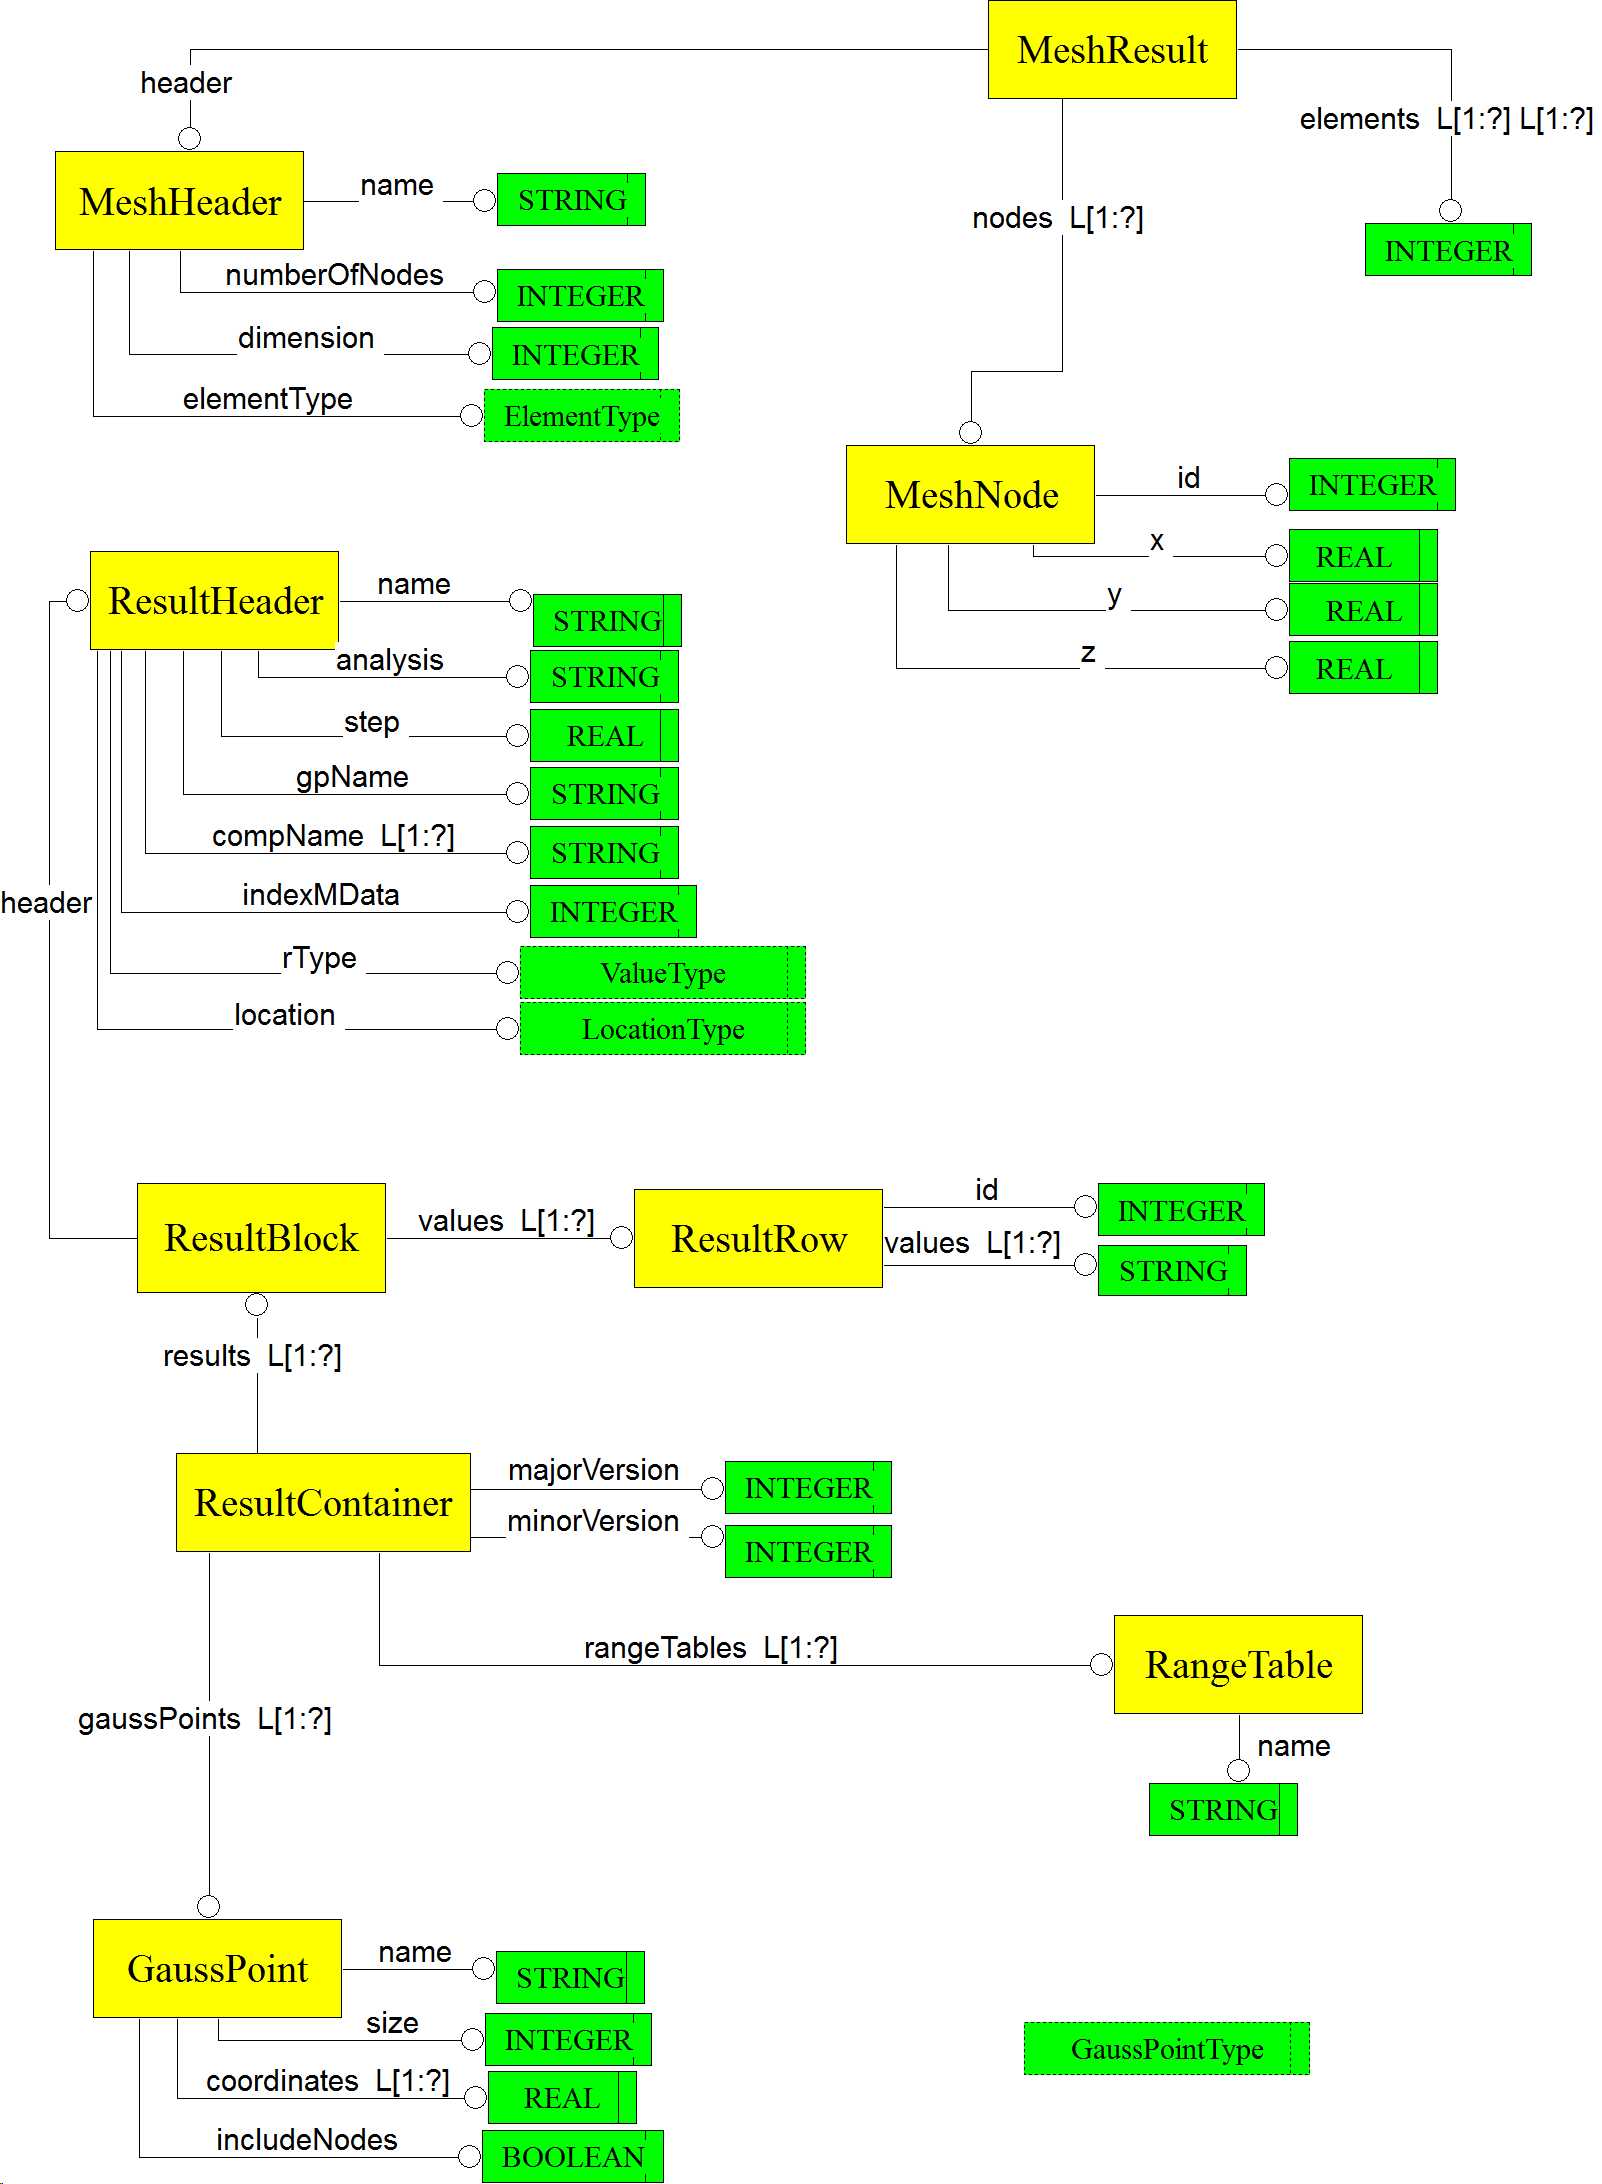 MeshResult
header
elements L[1:?] L[1:?]
MeshHeader
name
STRING
nodes L[1:?]
INTEGER
numberOfNodes
INTEGER
dimension
INTEGER
elementType
ElementType
MeshNode
id
INTEGER
x
REAL
y
REAL
z
REAL
ResultHeader
name
STRING
analysis
STRING
step
REAL
gpName
STRING
compName L[1:?]
STRING
indexMData
INTEGER
header
rType
ValueType
location
LocationType
ResultBlock
values L[1:?]
ResultRow
id
INTEGER
values L[1:?]
STRING
results L[1:?]
ResultContainer
majorVersion
INTEGER
minorVersion
INTEGER
rangeTables L[1:?]
RangeTable
gaussPoints L[1:?]
name
STRING
GaussPoint
name
STRING
size
INTEGER
GaussPointType
coordinates L[1:?]
REAL
includeNodes
BOOLEAN